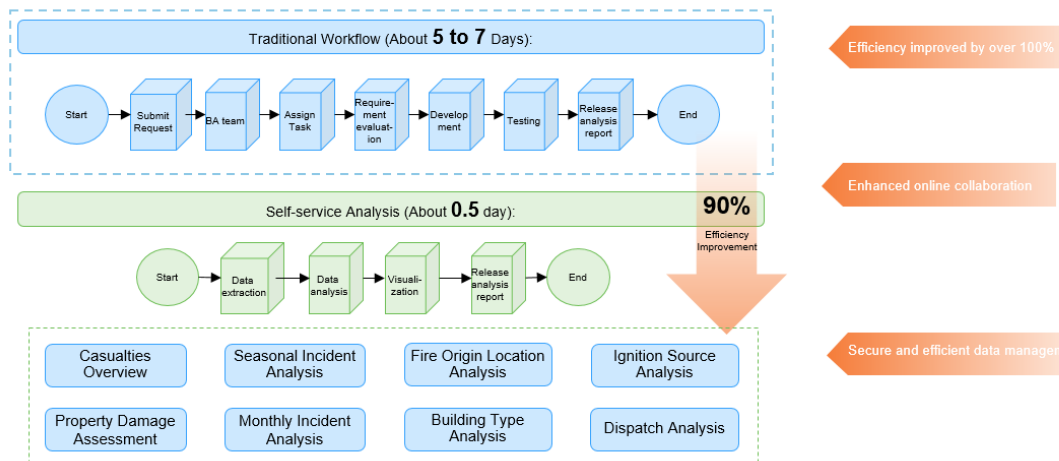 Traditional Workflow (About 5 to 7 Days):
Efficiency improved by over 100%
Start
Submit
Request
BA team
Assign
Task
Require-
ment
evaluat-
ion
Develop
ment
Testing
Release
analysis
report
End
Enhanced online collaboration
Self-service Analysis (About 0.5 day):
90%
Efficiency
Improvement
Start
Data
extraction
Data
analysis
Visuali-
zation
Release
analysis
report
End
Secure and efficient data manager
Casualties
Overview
Seasonal Incident
Analysis
Fire Origin Location
Analysis
Ignition Source
Analysis
Property Damage
Assessment
Monthly Incident
Analysis
Building Type
Analysis
Dispatch Analysis